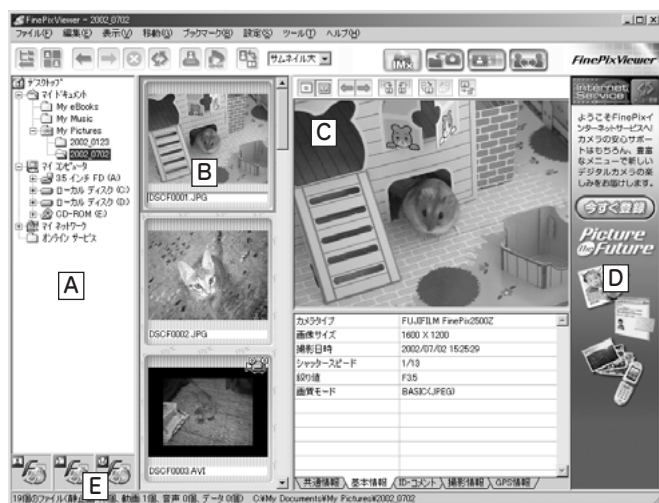 FinePixViewer - 2002_0702
ファイル(F) 編集(E) 表示(V) 移動(G) ブックマーク(B) 設定(S) ツール(T) ヘルプ(H)
サムネイル大
IMx
FinePixViewer
デスクトップ
マイ ドキュメント
My eBooks
My Music
My Pictures
2002_0123
2002_0702
マイ コンピュータ
3.5 インチ FD (A)
ローカル ディスク (C)
ローカル ディスク (D)
CD-ROM (E)
マイ ネットワーク
オンライン サービス
A
B
DSCF0001.JPG
DSCF0002.JPG
DSCF0003.AVI
C
カメラタイプ FUJIFILM FinePix2500Z
画像サイズ 1600 X 1200
撮影日時 2002/07/02 15:25:29
シャッタースピード 1/13
絞り値 F3.5
画質モード BASIC(JPEG)
共通情報 基本情報 ID・コメント 撮影情報 GPS情報
Internet
Service
ようこそFinePixイ
ンターネットサービスへ!
カメラの安心サポー
トはもちろん、豊富
なメニューで新しい
デジタルカメラの楽
しみをお届けします。
今すぐ登録
Picture
the Future
D
E
19個のファイル(静止画 動画 1個、音声 0個、データ 0個) C:¥My Documents¥My Pictures¥2002_0702